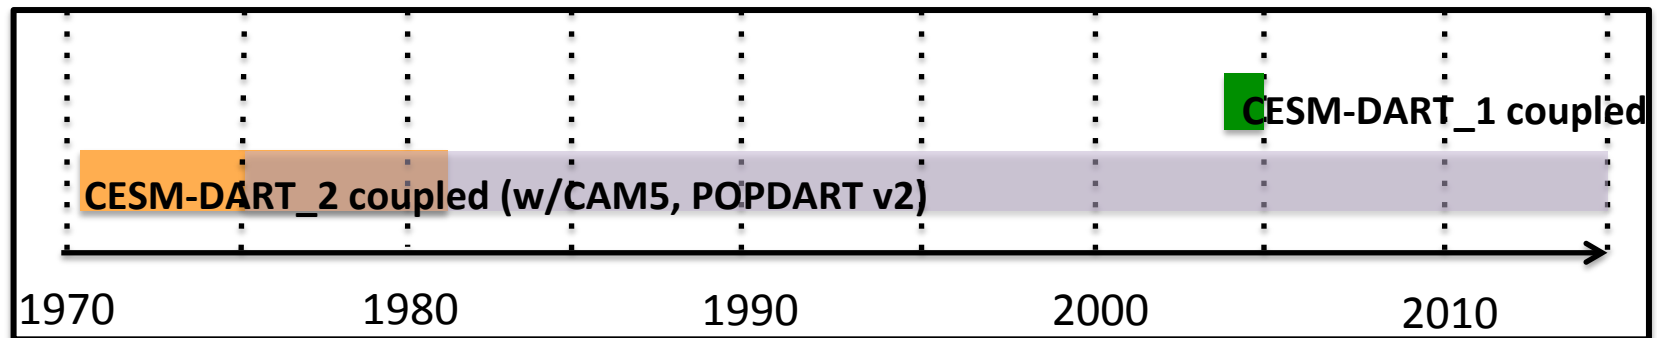 CESM-DART_1 coupled
CESM-DART_2 coupled (w/CAM5, POPDART v2)
1970 1980 1990 2000 2010